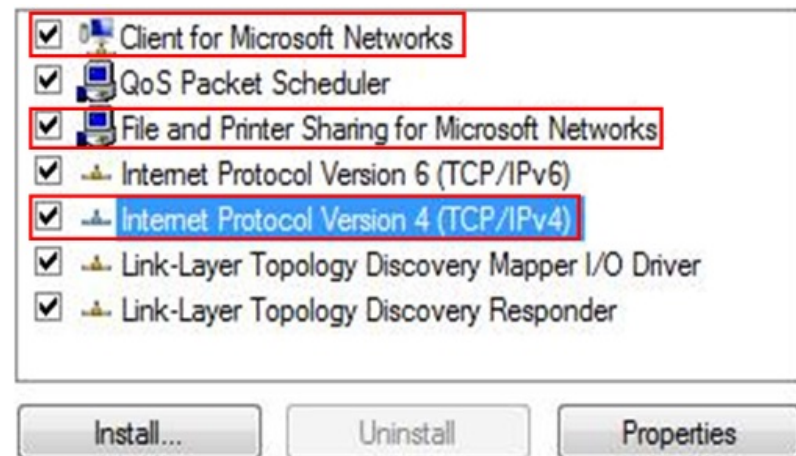 Client for Microsoft Networks
QoS Packet Scheduler
File and Printer Sharing for Microsoft Networks
Internet Protocol Version 6 (TCP/IPv6)
Internet Protocol Version 4 (TCP/IPv4)
Link-Layer Topology Discovery Mapper I/O Driver
Link-Layer Topology Discovery Responder
Install... Uninstall Properties